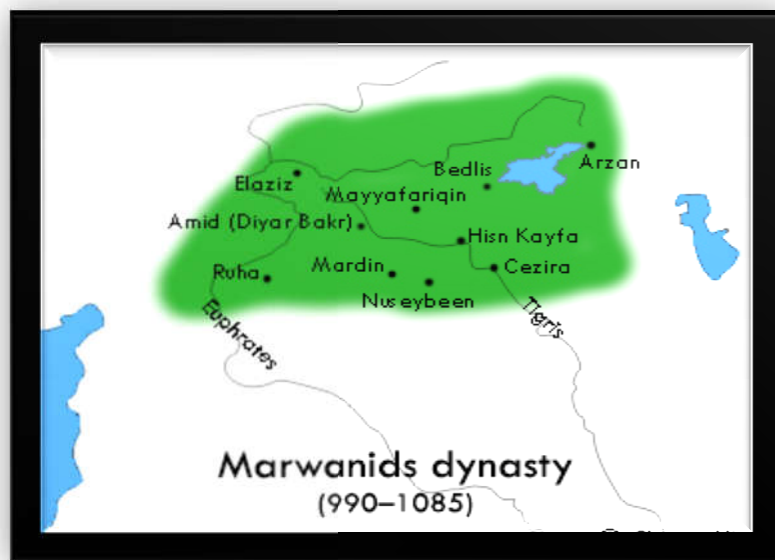 Bedlis
Arzan
Elaziz
Mayyafariqin
Amid (Diyar Bakr)
Hisn Kayfa
Ruha
Mardin
Cezira
Nuseybeen
Euphrates
Tigris
Marwanids dynasty
(990–1085)